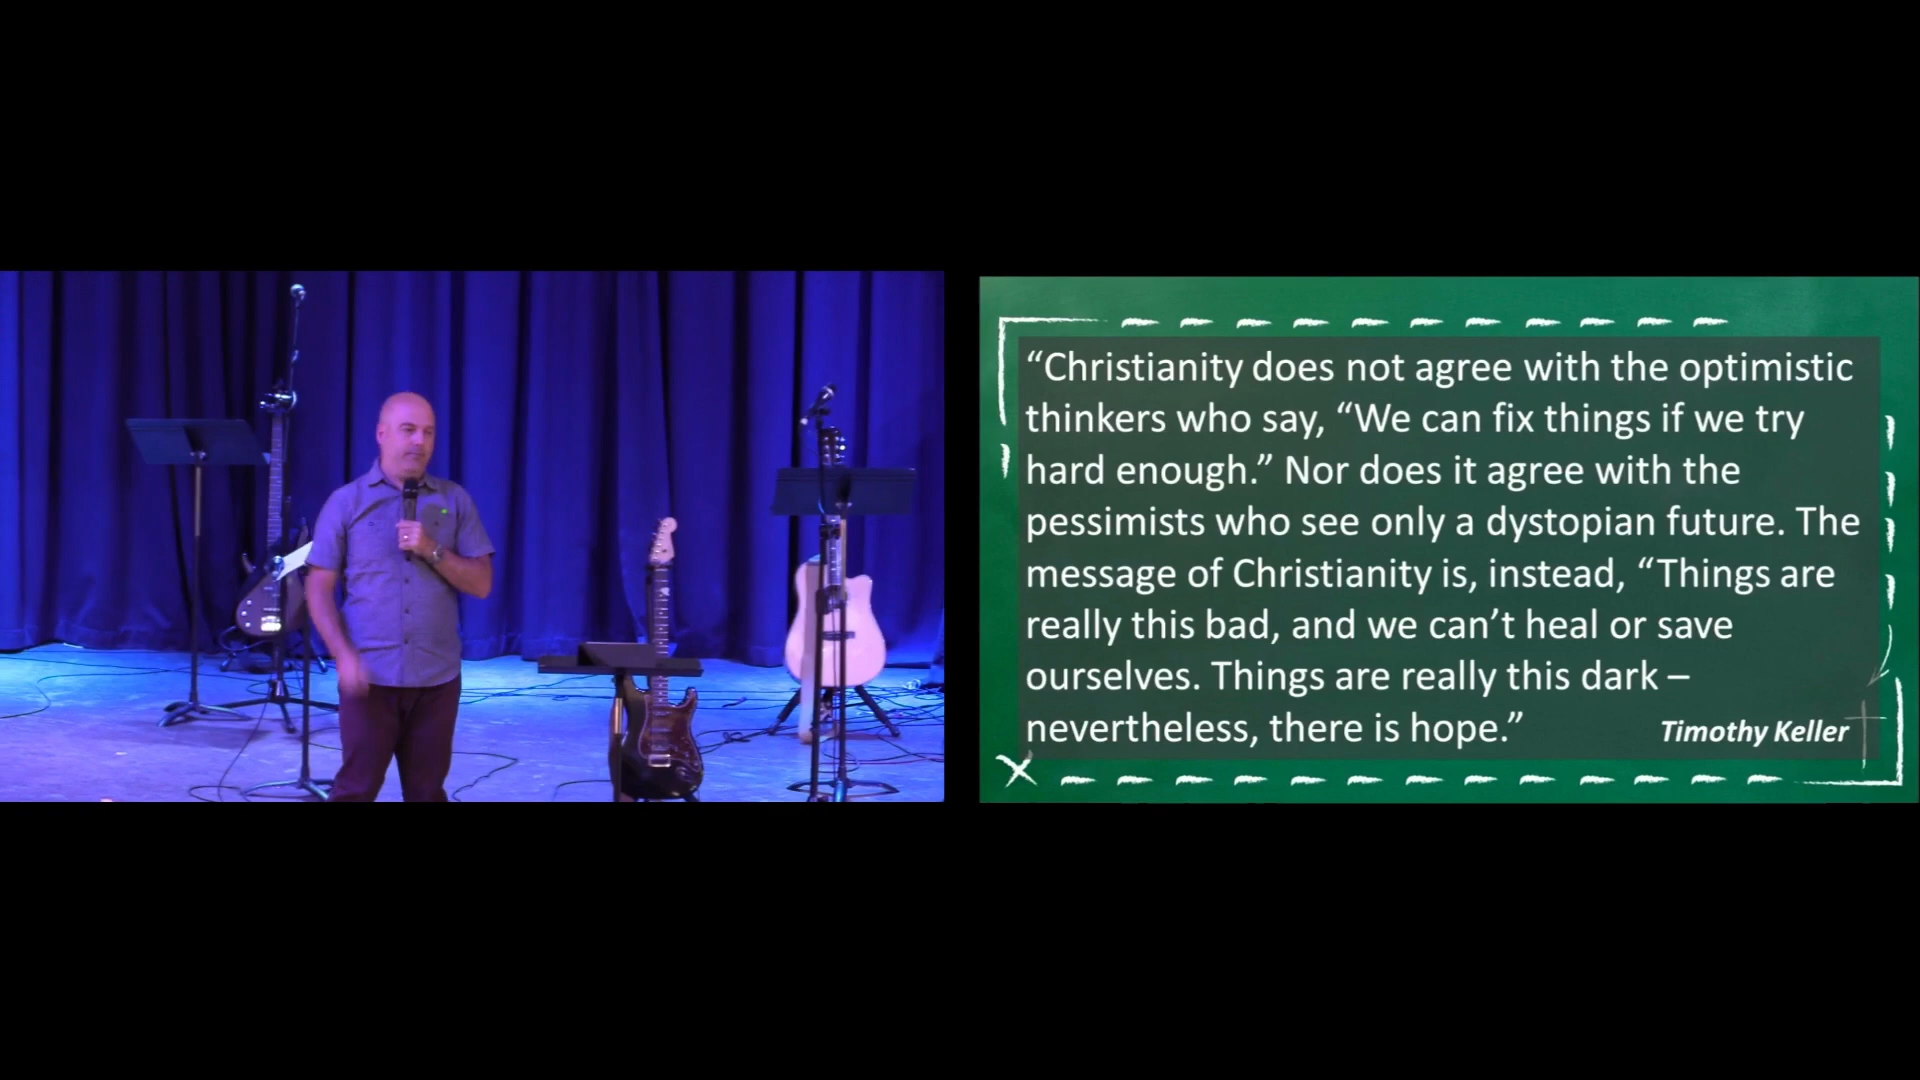 “Christianity does not agree with the optimistic
thinkers who say, “We can fix things if we try
hard enough.” Nor does it agree with the
pessimists who see only a dystopian future. The
message of Christianity is, instead, “Things are
really this bad, and we can’t heal or save
ourselves. Things are really this dark –
nevertheless, there is hope.”
Timothy Keller